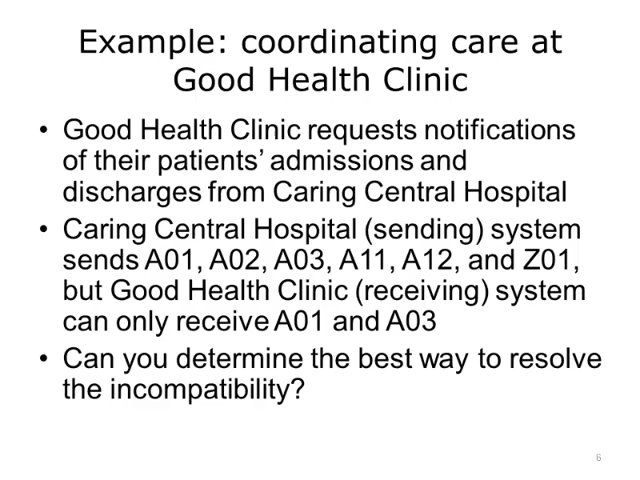 Example: coordinating care at
Good Health Clinic
• Good Health Clinic requests notifications
of their patients’ admissions and
discharges from Caring Central Hospital
• Caring Central Hospital (sending) system
sends A01, A02, A03, A11, A12, and Z01,
but Good Health Clinic (receiving) system
can only receive A01 and A03
• Can you determine the best way to resolve
the incompatibility?
6